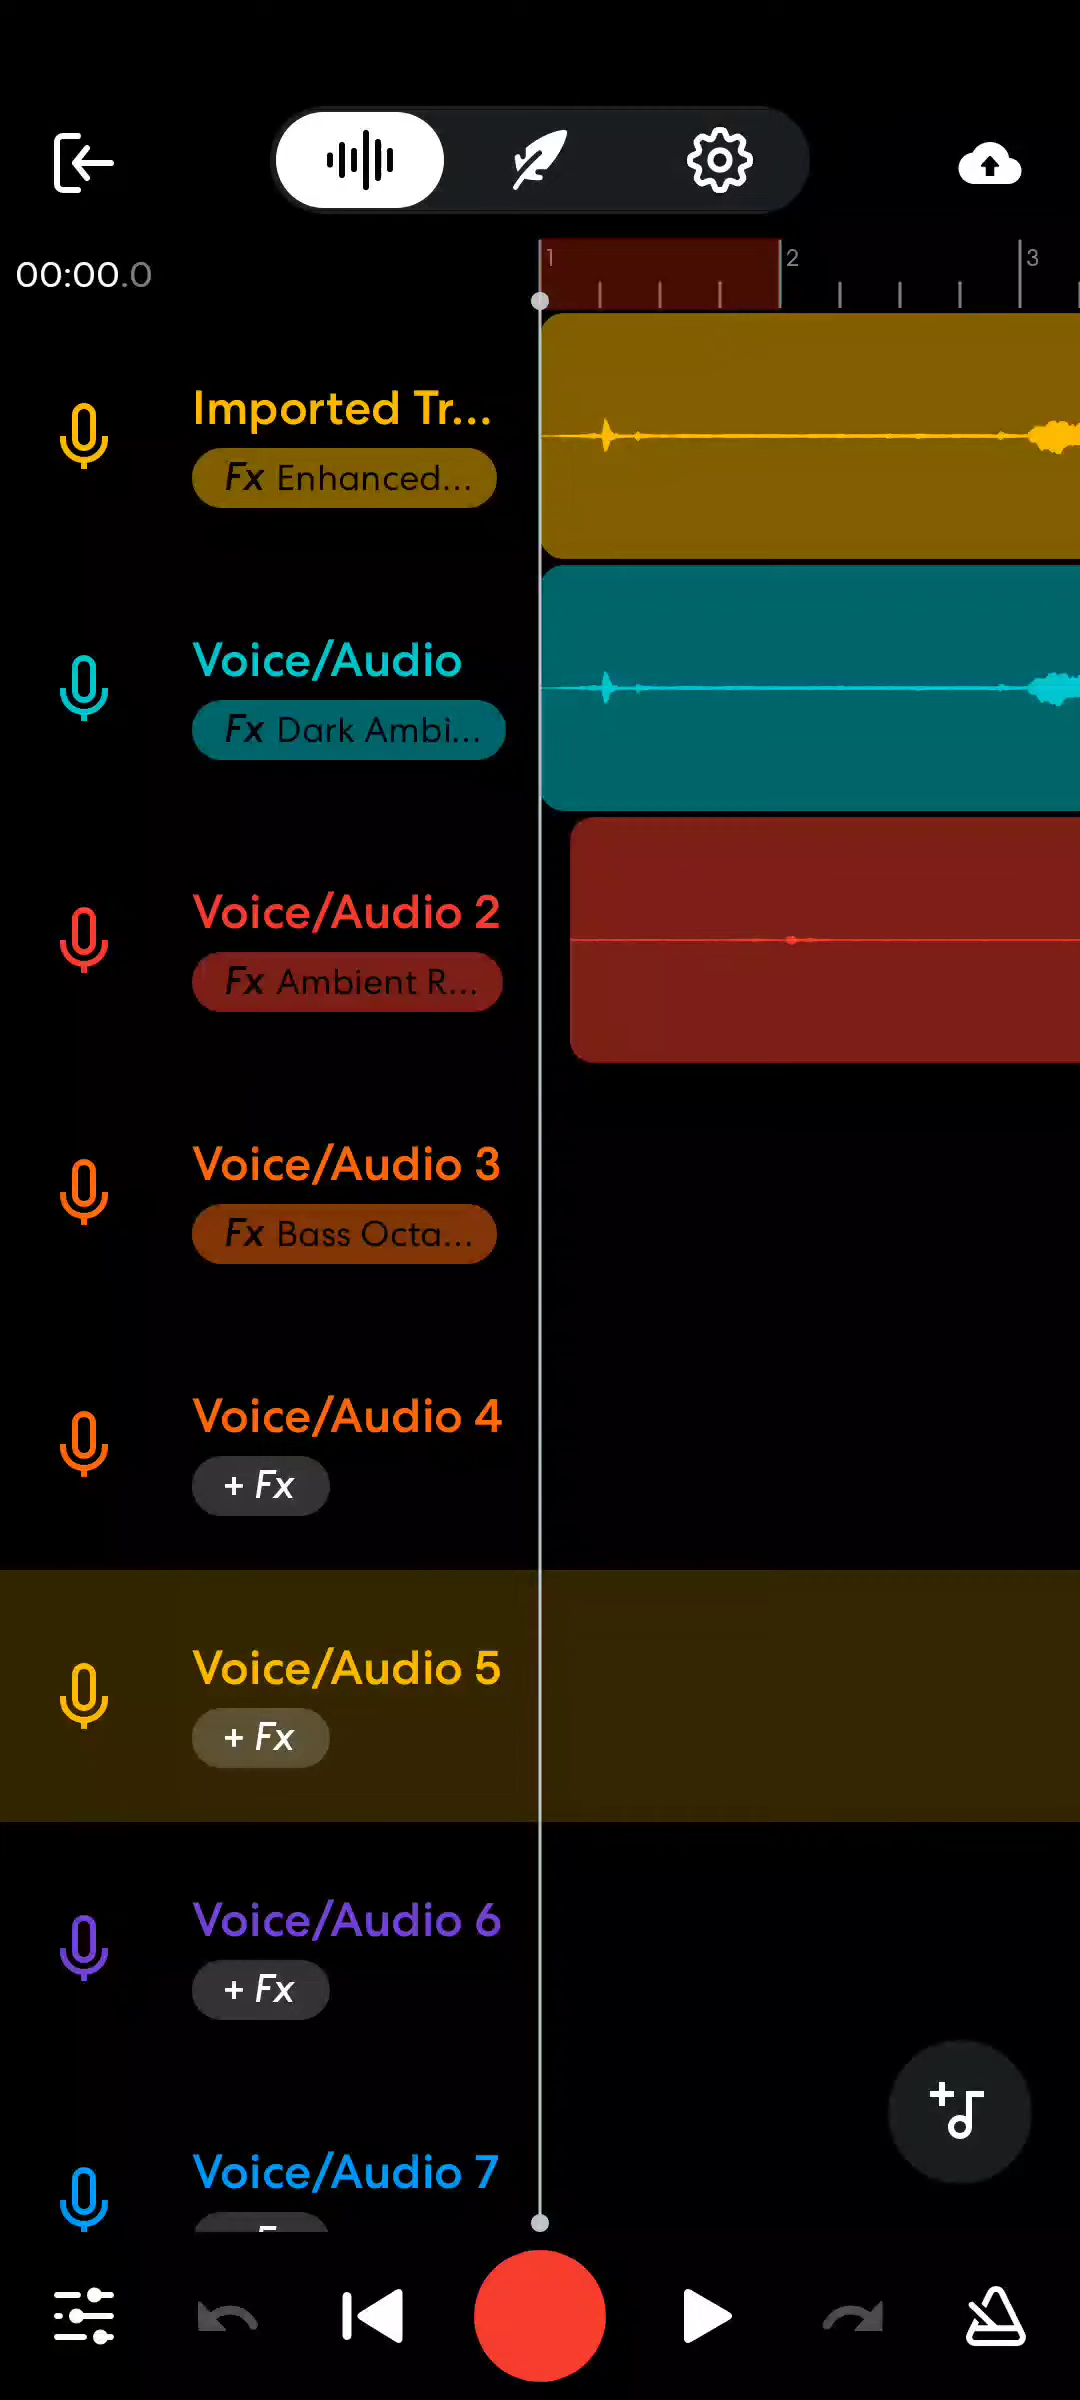 00:00.0
1
2
3
Imported Tr...
Fx Enhanced...
Voice/Audio
Fx Dark Ambi...
Voice/Audio 2
Fx Ambient R...
Voice/Audio 3
Fx Bass Octa...
Voice/Audio 4
+ Fx
Voice/Audio 5
+ Fx
Voice/Audio 6
+ Fx
Voice/Audio 7